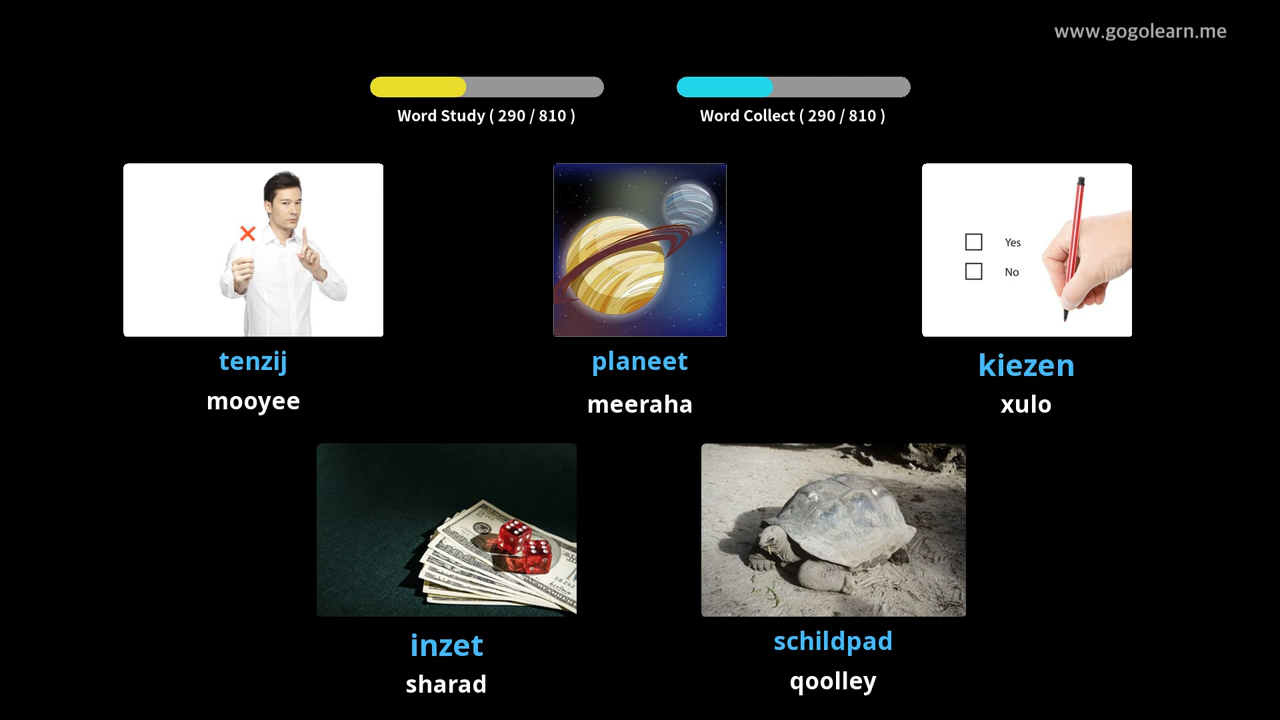 www.gogolearn.me
Word Study ( 290 / 810 )
Word Collect ( 290 / 810 )
Yes
No
tenzij
mooyee
planeet
meeraha
kiezen
xulo
inzet
sharad
schildpad
qoolley